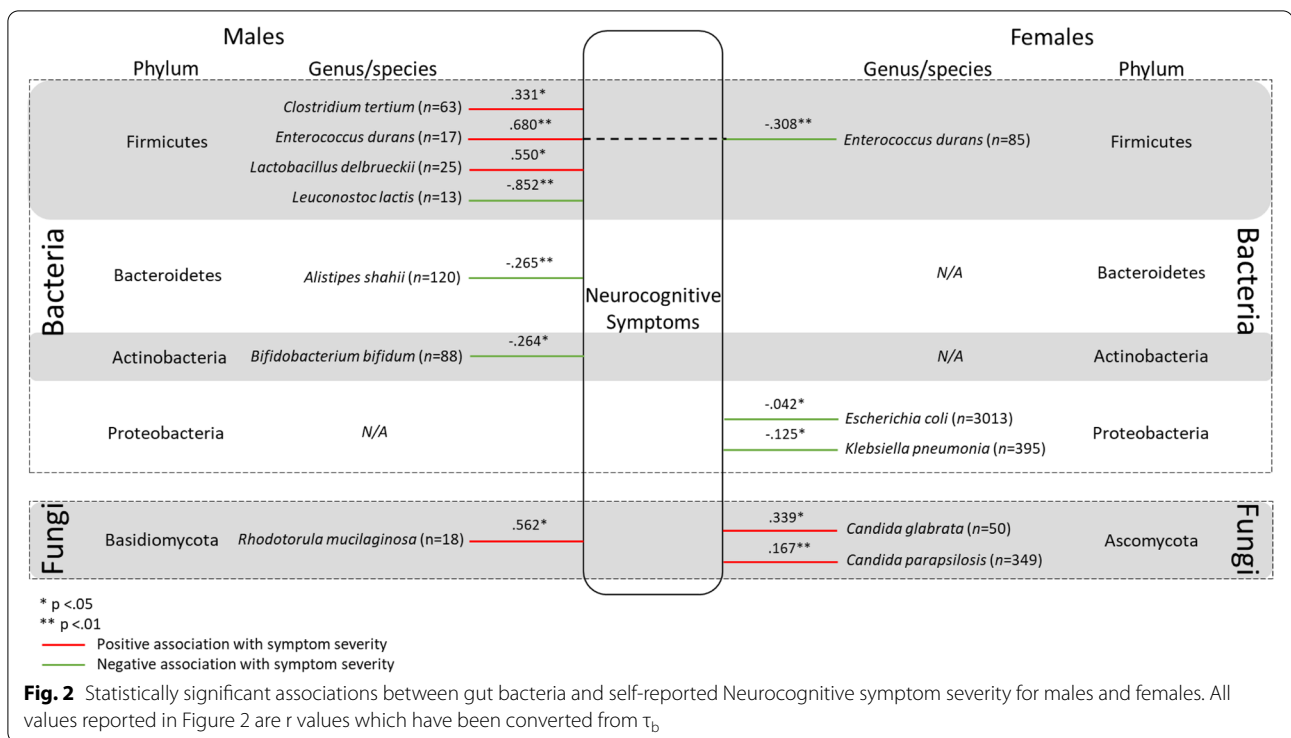 Males
Females
Phylum
Genus/species
Genus/species
Phylum
Bacteria
Firmicutes
Clostridium tertium (n=63)
.331*
Enterococcus durans (n=17)
.680**
Lactobacillus delbrueckii (n=25)
.550*
Leuconostoc lactis (n=13)
-.852**
-.308**
Enterococcus durans (n=85)
Firmicutes
Bacteria
Bacteroidetes
Alistipes shahii (n=120)
-.265**
N/A
Bacteroidetes
Neurocognitive
Symptoms
Actinobacteria
Bifidobacterium bifidum (n=88)
-.264*
N/A
Actinobacteria
Proteobacteria
N/A
-.042*
Escherichia coli (n=3013)
-.125*
Klebsiella pneumonia (n=395)
Proteobacteria
Fungi
Basidiomycota
Rhodotorula mucilaginosa (n=18)
.562*
.339*
Candida glabrata (n=50)
.167**
Candida parapsilosis (n=349)
Ascomycota
Fungi
* p <.05
** p <.01
Positive association with symptom severity
Negative association with symptom severity
Fig. 2 Statistically significant associations between gut bacteria and self-reported Neurocognitive symptom severity for males and females. All
values reported in Figure 2 are r values which have been converted from τb